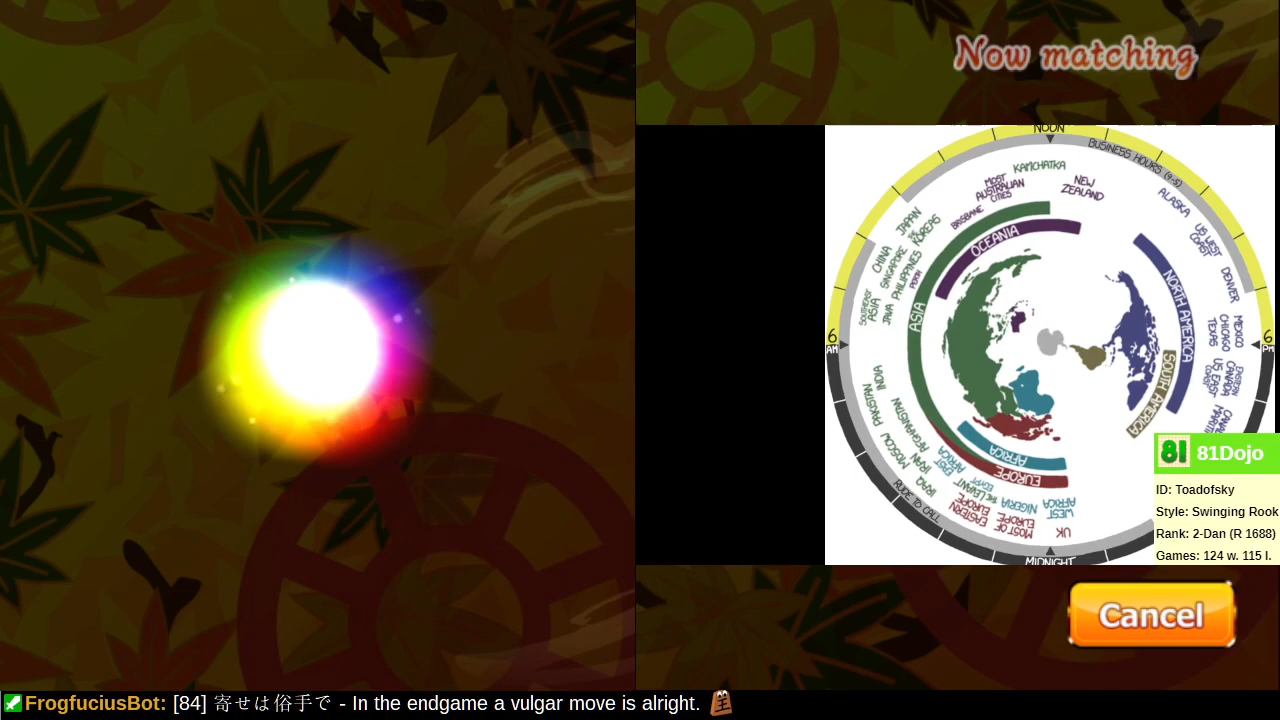 Now matching
NOON
BUSINESS HOURS (9-5)
KAMCHATKA
MOST
AUSTRALIAN
CITIES
NEW
ZEALAND
BRISBANE
ALASKA
JAPAN
THE KOREAS
US WEST
COAST
OCEANIA
CHINA
SINGAPORE
PHILIPPINES
PERTH
DENVER
SOUTHEAST
ASIA
JAVA
NORTH AMERICA
ASIA
MEXICO
CHICAGO
TEXAS
6
AM
6
PM
INDIA
EASTERN
CANADA
US EAST
COAST
SOUTH AMERICA
PAKISTAN
AFGHANISTAN
MOSCOW
IRAN
EAST
AFRICA
AFRICA
EUROPE
IRAQ
THE LEVANT
EGYPT
RUDE TO CALL
EASTERN
EUROPE
MOST OF
EUROPE
NIGERIA
WEST
AFRICA
UK
MIDNIGHT
81 81Dojo
ID: Toadofsky
Style: Swinging Rook
Rank: 2-Dan (R 1688)
Games: 124 w. 115 l.
Cancel
FrogfuciusBot: [84] 寄せは俗手で - In the endgame a vulgar move is alright.